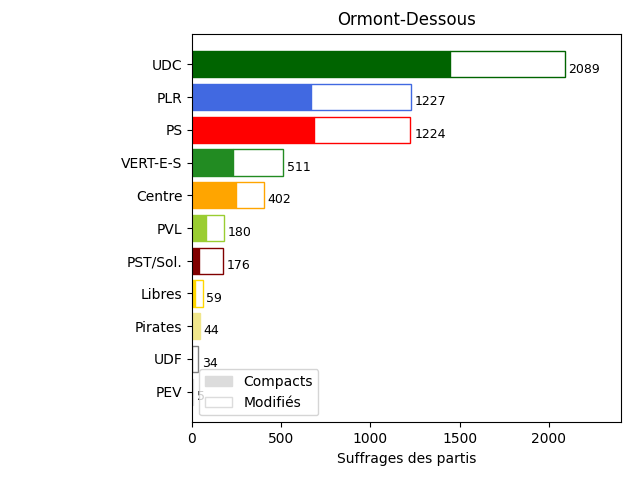 Ormont-Dessous
UDC 2089
PLR 1227
PS 1224
VERT-E-S 511
Centre 402
PVL 180
PST/Sol. 176
Libres 59
Pirates 44
UDF 34
PEV 5
Compacts
Modifiés
0 500 1000 1500 2000
Suffrages des partis